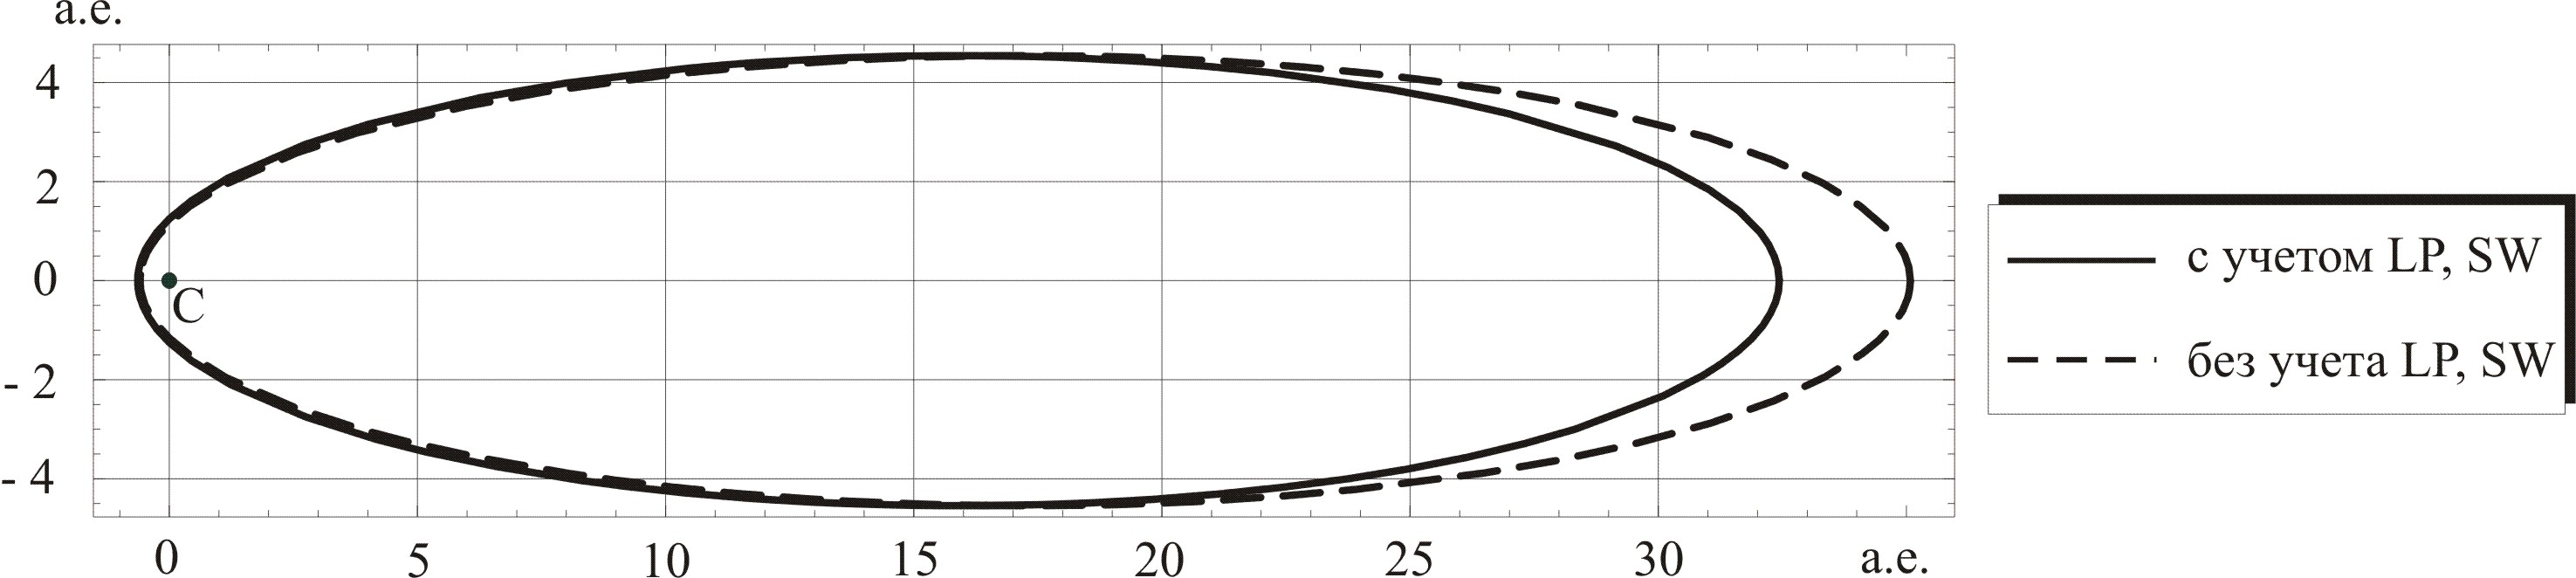 а.е.
4
2
0
- 2
- 4
С
0 5 10 15 20 25 30 а.е.
с учетом LP, SW
без учета LP, SW